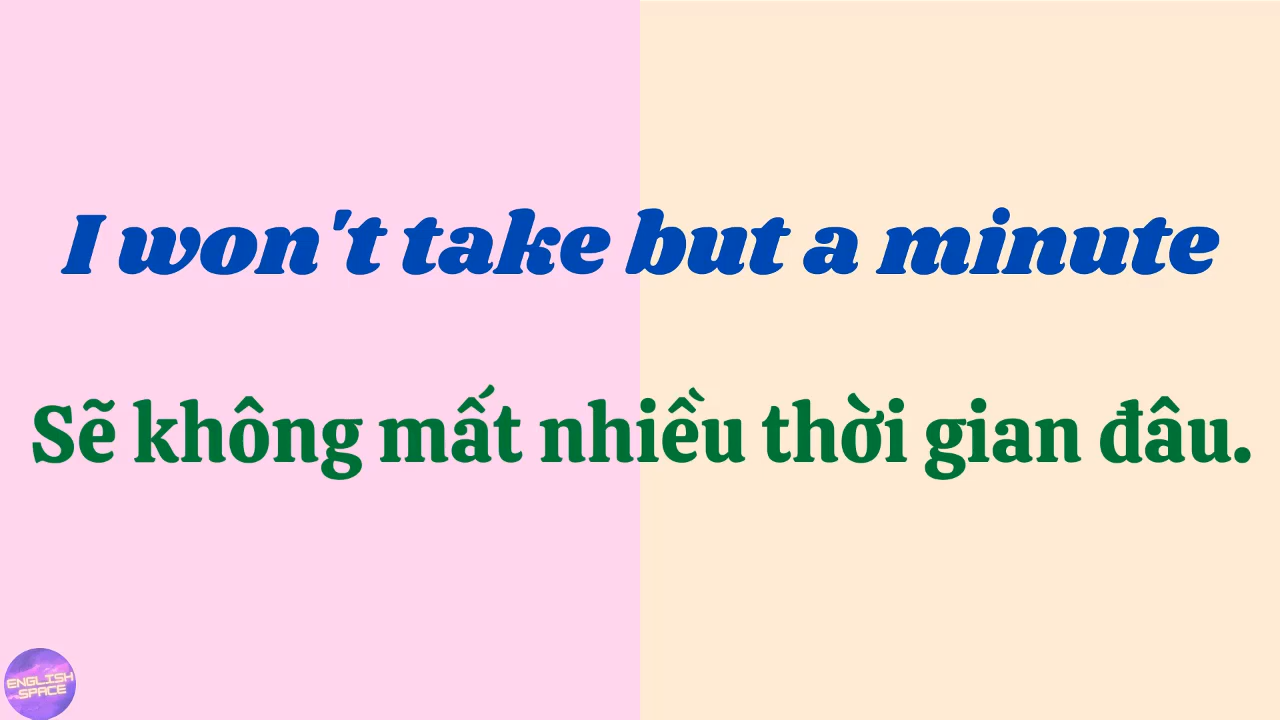 I won't take but a minute
Sẽ không mất nhiều thời gian đâu.
ENGLISH
SPACE